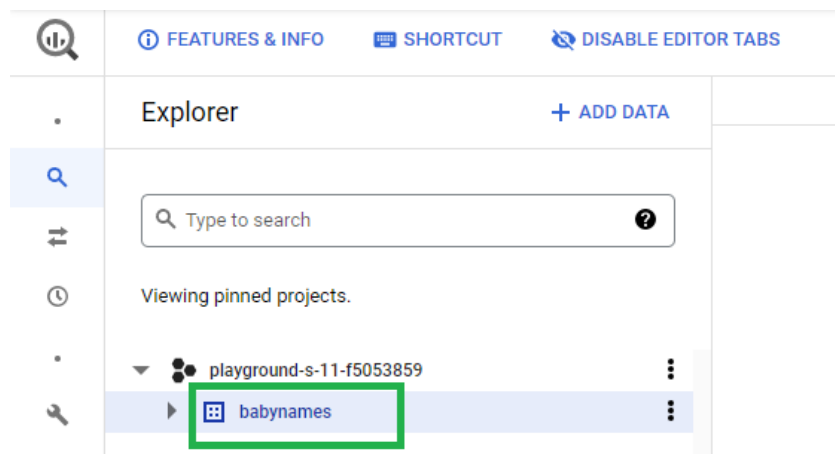 FEATURES & INFO SHORTCUT DISABLE EDITOR TABS
Explorer + ADD DATA
Type to search
Viewing pinned projects.
playground-s-11-f5053859
babynames